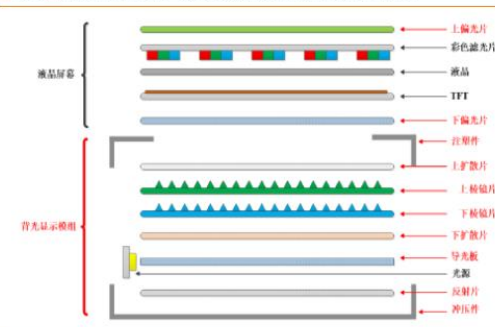 上偏光片
彩色滤光片
液晶屏幕
液晶
TFT
下偏光片
注塑件
上扩散片
上棱镜片
下棱镜片
背光显示模组
下扩散片
导光板
光源
反射片
冲压件